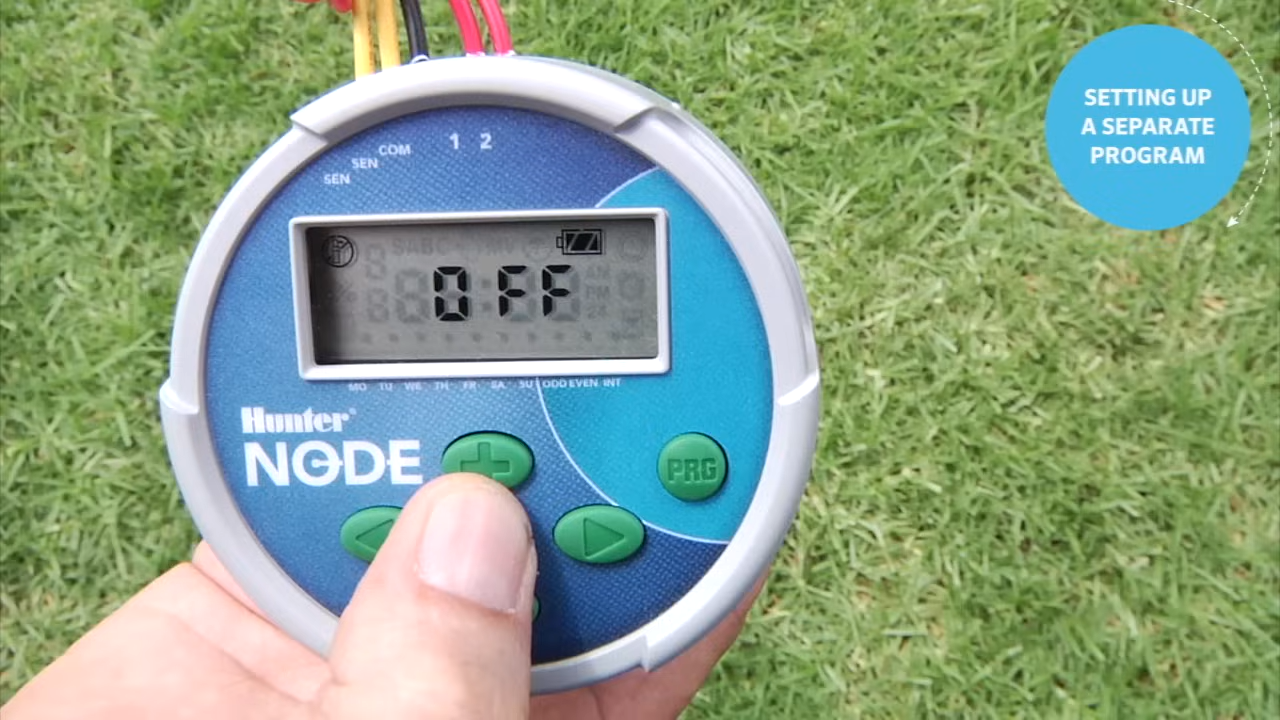 SETTING UP
A SEPARATE
PROGRAM
1 2
COM
SEN
SEN
OFF
MO TU WE TH FR SA SU ODD EVEN INT
Hunter®
NODE
PRG